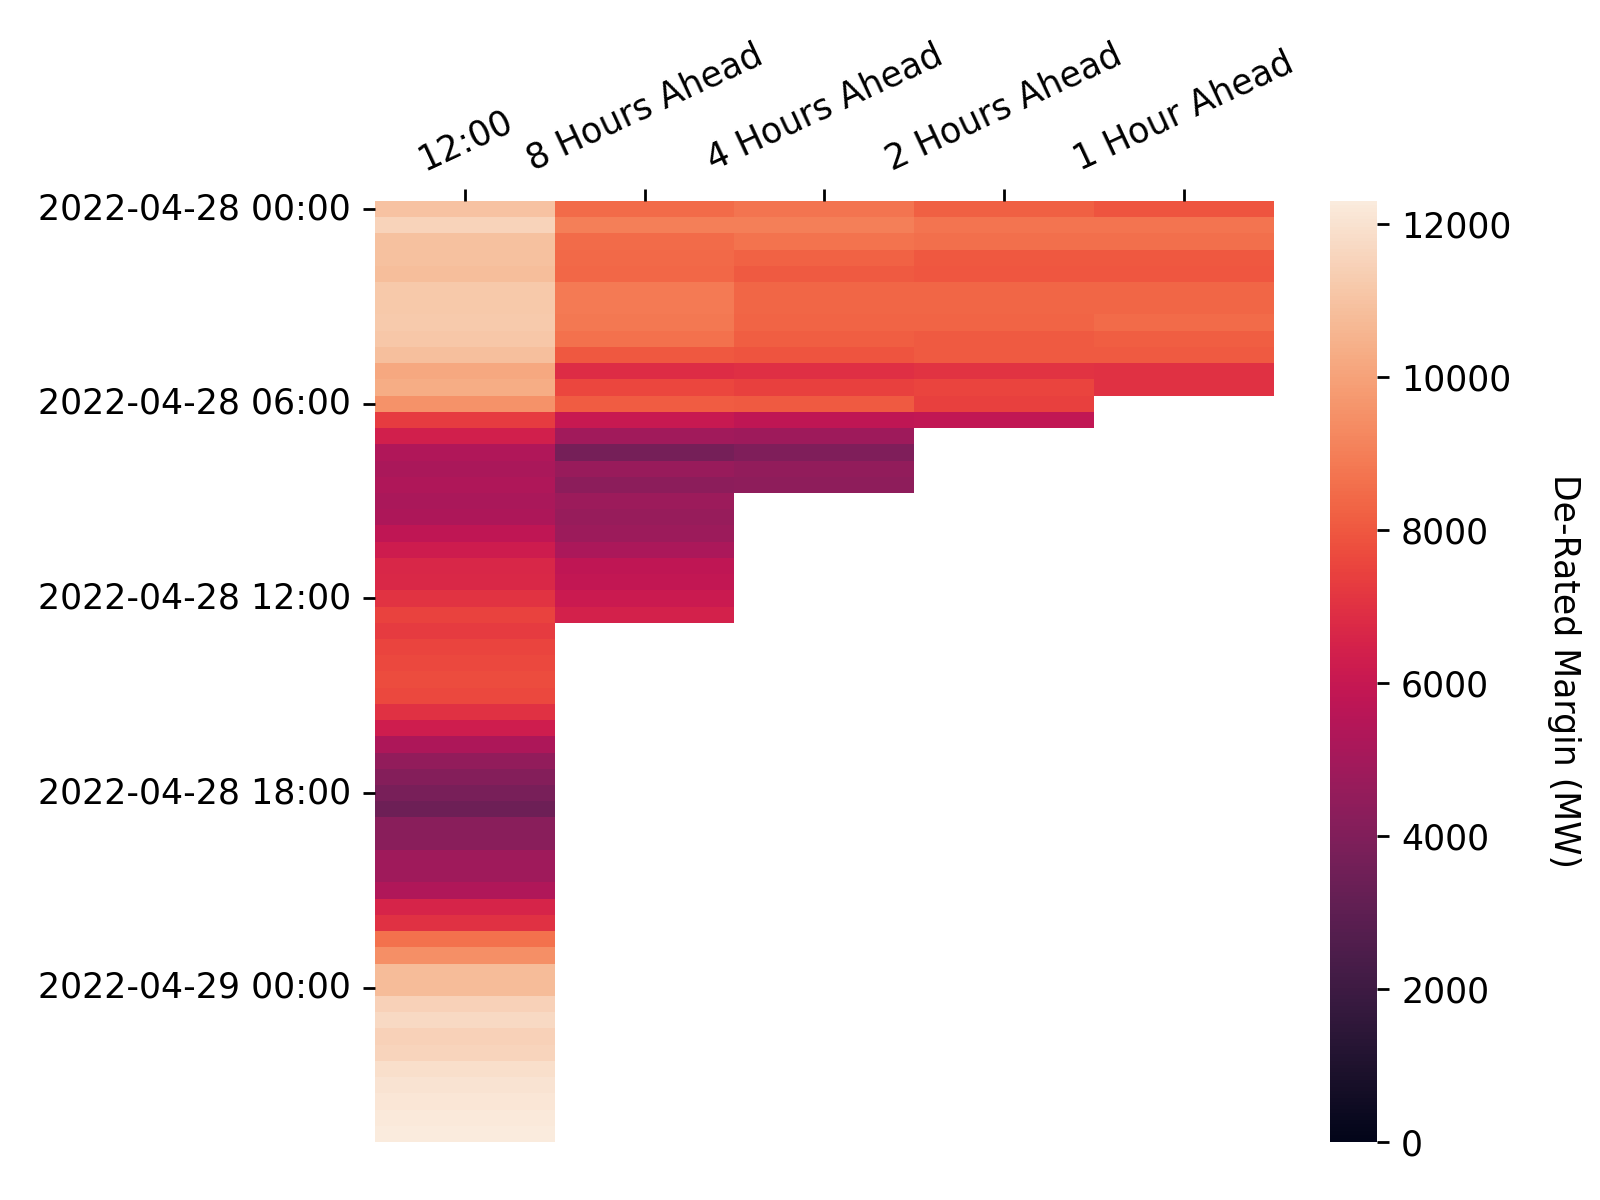 12:00
8 Hours Ahead
4 Hours Ahead
2 Hours Ahead
1 Hour Ahead
2022-04-28 00:00
2022-04-28 06:00
2022-04-28 12:00
2022-04-28 18:00
2022-04-29 00:00
12000
10000
8000
6000
4000
2000
0
De-Rated Margin (MW)